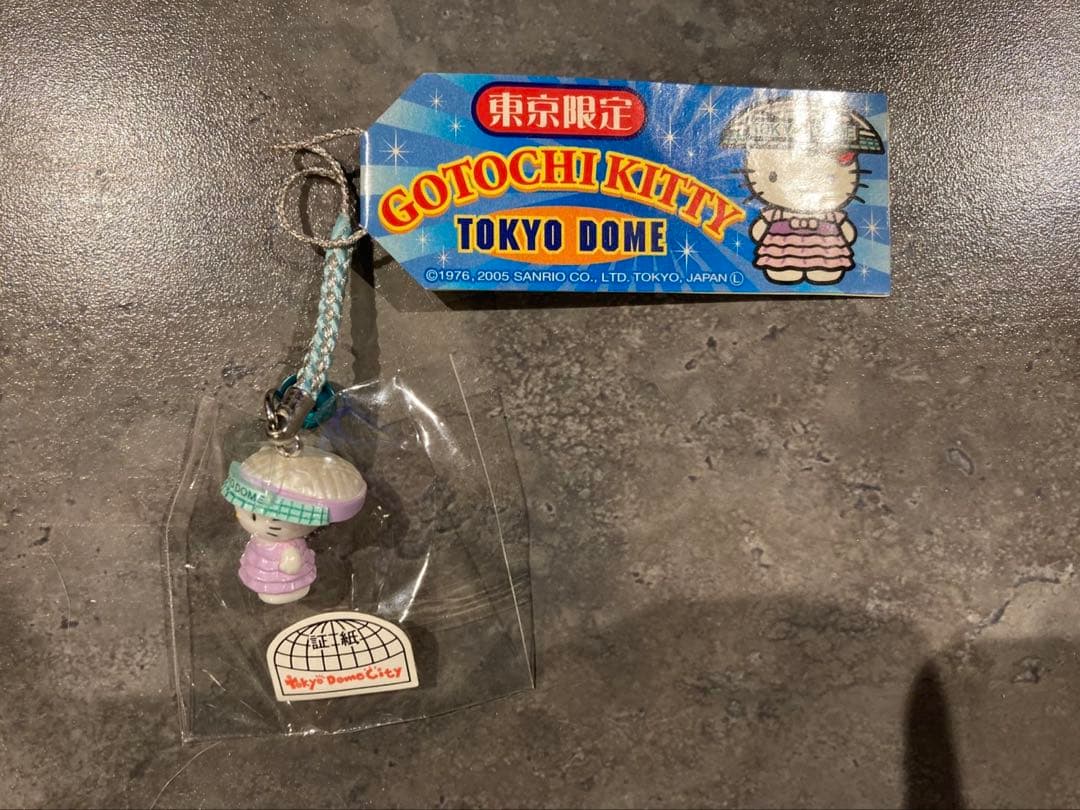 東京限定
GOTOCHI KITTY
TOKYO DOME
©1976, 2005 SANRIO CO., LTD. TOKYO, JAPAN Ⓛ
DOME
証紙
Tokyo Dome City